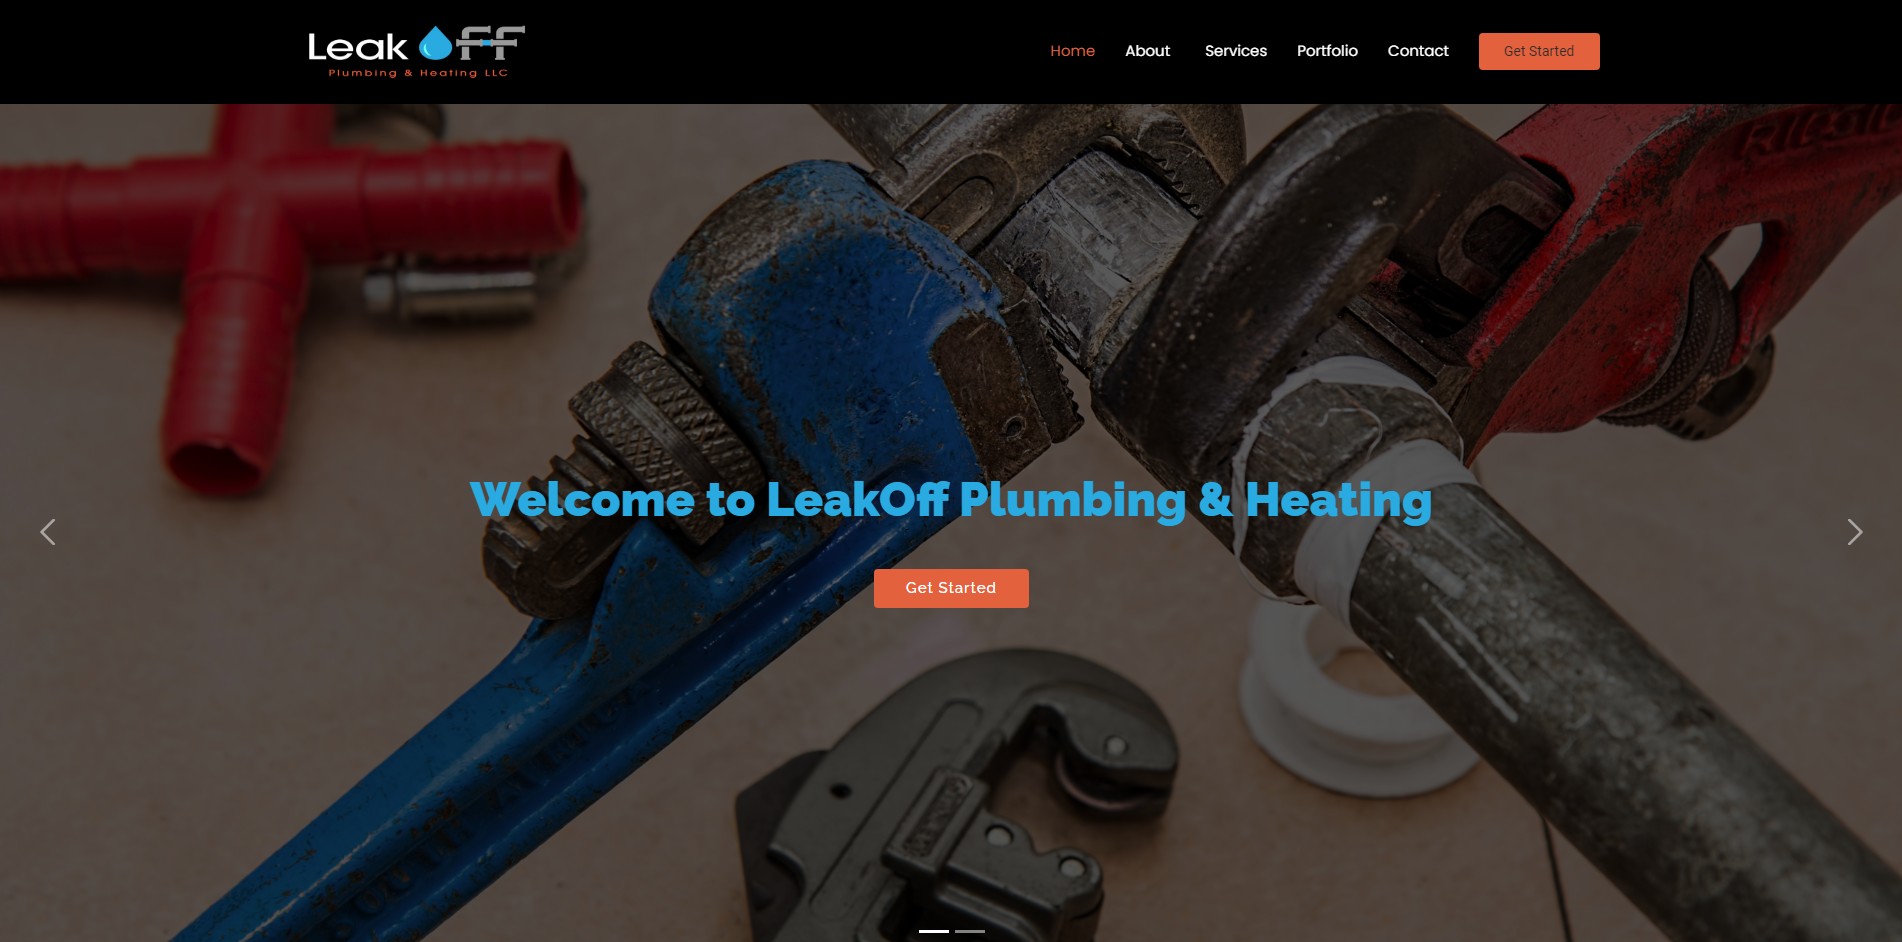 Leak Off
Plumbing & Heating LLC
Home
About
Services
Portfolio
Contact
Get Started
Welcome to LeakOff Plumbing & Heating
Get Started